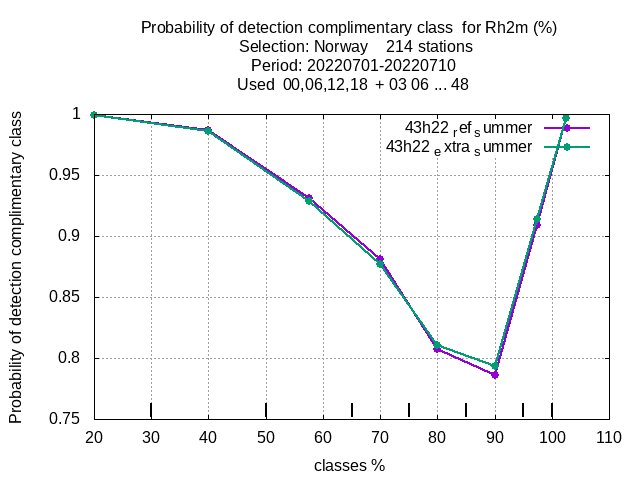 Probability of detection complimentary class  for Rh2m (%)
Selection: Norway    214 stations
Period: 20220701-20220710
Used  00,06,12,18  + 03 06 ... 48
Probability of detection complimentary class
1
0.95
0.9
0.85
0.8
0.75
43h22 ref summer
43h22 extra summer
20 30 40 50 60 70 80 90 100 110
classes %